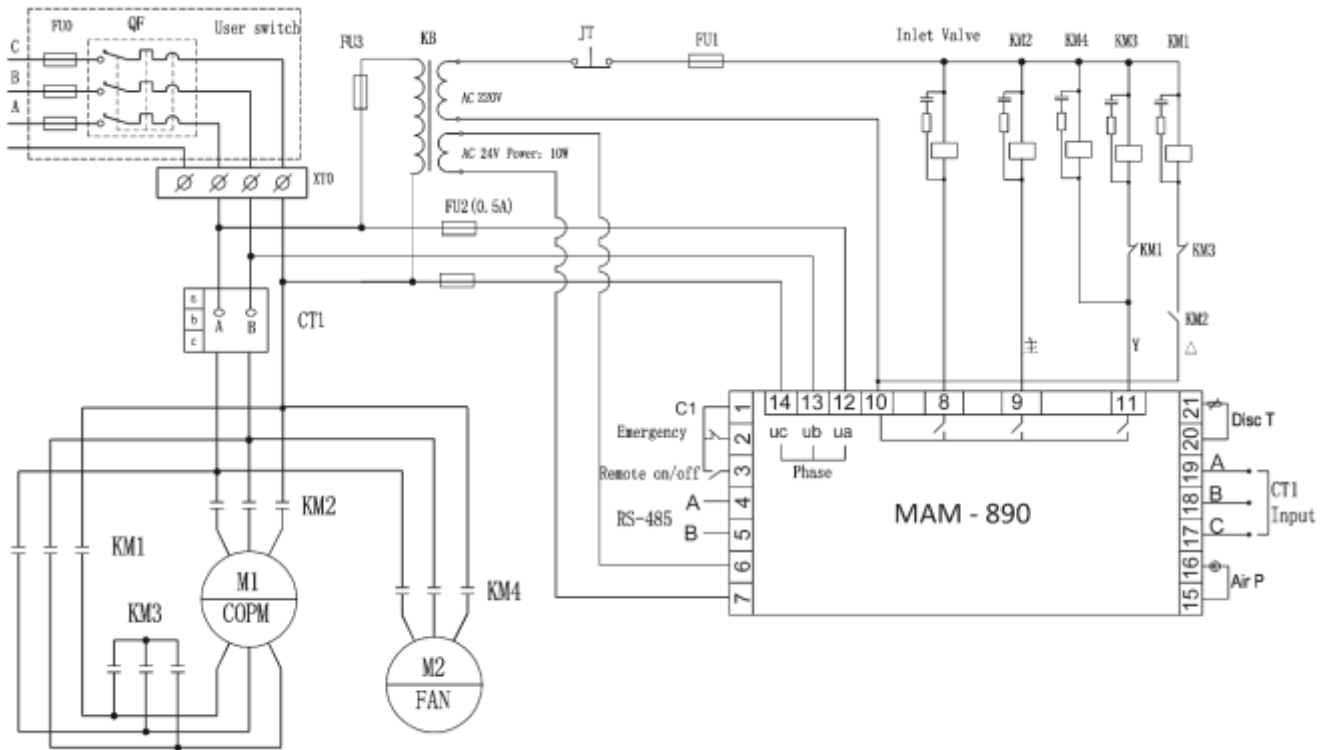 FU0
QF
User switch
C
B
A
XT0
FU3
KB
JT
FU1
AC 220V
AC 24V Power: 10W
FU2(0.5A)
Inlet Valve
KM2
KM4
KM3
KM1
KM1
KM3
KM2
主
Y
△
a
b
c
A
B
CT1
KM2
KM1
M1
COPM
KM3
KM4
M2
FAN
C1
Emergency
Remote on/off
A
RS-485
B
1
2
3
4
5
6
7
14
13
12
10
8
9
11
uc
ub
ua
Phase
MAM - 890
21
20
19
18
17
16
15
Disc T
A
B
C
CT1
Input
Air P